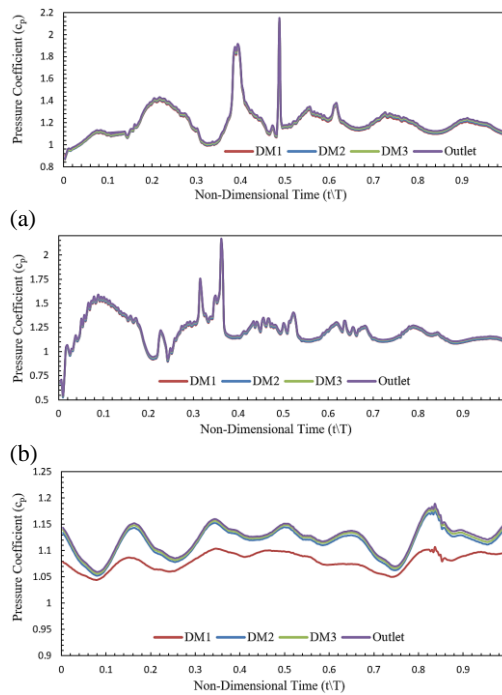 2.2
2
1.8
1.6
1.4
1.2
1
0.8
Pressure Coefficient (cp)
DM1 DM2 DM3 Outlet
0 0.1 0.2 0.3 0.4 0.5 0.6 0.7 0.8 0.9
Non-Dimensional Time (t\T)
(a)
2
1.75
1.5
1.25
1
0.75
0.5
Pressure Coefficient (cp)
DM1 DM2 DM3 Outlet
0 0.1 0.2 0.3 0.4 0.5 0.6 0.7 0.8 0.9
Non-Dimensional Time (t\T)
(b)
1.25
1.2
1.15
1.1
1.05
1
0.95
0.9
Pressure Coefficient (cp)
DM1 DM2 DM3 Outlet
0 0.1 0.2 0.3 0.4 0.5 0.6 0.7 0.8 0.9
Non-Dimensional Time (t\T)